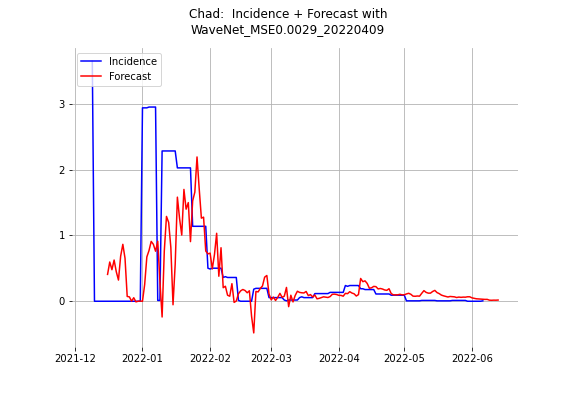 Chad:  Incidence + Forecast with
WaveNet_MSE0.0029_20220409
Incidence
Forecast
3
2
1
0
2021-12 2022-01 2022-02 2022-03 2022-04 2022-05 2022-06